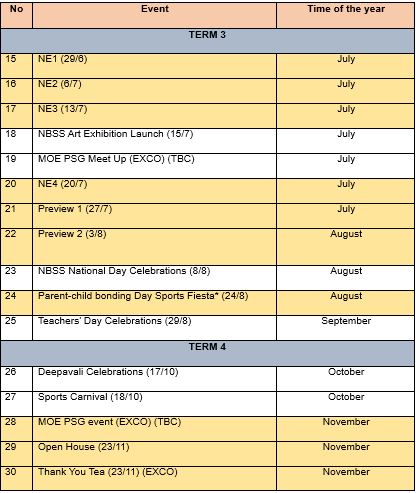 No Event Time of the year
TERM 3
15 NE1 (29/6) July
16 NE2 (6/7) July
17 NE3 (13/7) July
18 NBSS Art Exhibition Launch (15/7) July
19 MOE PSG Meet Up (EXCO) (TBC) July
20 NE4 (20/7) July
21 Preview 1 (27/7) July
22 Preview 2 (3/8) August
23 NBSS National Day Celebrations (8/8) August
24 Parent-child bonding Day Sports Fiesta* (24/8) August
25 Teachers' Day Celebrations (29/8) September
TERM 4
26 Deepavali Celebrations (17/10) October
27 Sports Carnival (18/10) October
28 MOE PSG event (EXCO) (TBC) November
29 Open House (23/11) November
30 Thank You Tea (23/11) (EXCO) November